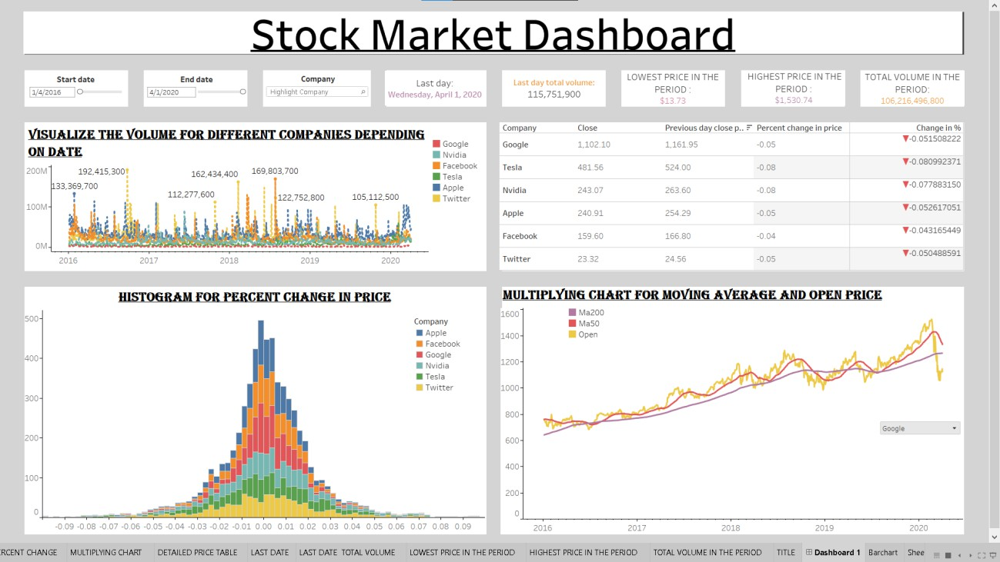 Stock Market Dashboard
Start date
1/4/2016
End date
4/1/2020
Company
Highlight Company
Last day:
Wednesday, April 1, 2020
Last day total volume:
115,751,900
LOWEST PRICE IN THE
PERIOD :
$13.73
HIGHEST PRICE IN THE
PERIOD :
$1,530.74
TOTAL VOLUME IN THE
PERIOD:
106,216,496,800
VISUALIZE THE VOLUME FOR DIFFERENT COMPANIES DEPENDING
ON DATE
200M
100M
0M
133,369,700
192,415,300
112,277,600
162,434,400
169,803,700
122,752,800
105,112,500
2016 2017 2018 2019 2020
Google
Nvidia
Facebook
Tesla
Apple
Twitter
Company Close Previous day close p.. Percent change in price Change in %
Google 1,102.10 1,161.95 -0.05 ▼-0.051508222
Tesla 481.56 524.00 -0.08 ▼-0.080992371
Nvidia 243.07 263.60 -0.08 ▼-0.077883150
Apple 240.91 254.29 -0.05 ▼-0.052617051
Facebook 159.60 166.80 -0.04 ▼-0.043165449
Twitter 23.32 24.56 -0.05 ▼-0.050488591
HISTOGRAM FOR PERCENT CHANGE IN PRICE
500
400
300
200
100
0
Company
Apple
Facebook
Google
Nvidia
Tesla
Twitter
-0.09 -0.08 -0.07 -0.06 -0.05 -0.04 -0.03 -0.02 -0.01 0.00 0.01 0.02 0.03 0.04 0.05 0.06 0.07 0.08 0.09
MULTIPLYING CHART FOR MOVING AVERAGE AND OPEN PRICE
1600
1400
1200
1000
800
600
400
200
0
Ma200
Ma50
Open
Google
2016 2017 2018 2019 2020
ERCENT CHANGE MULTIPLYING CHART DETAILED PRICE TABLE LAST DATE LAST DATE TOTAL VOLUME LOWEST PRICE IN THE PERIOD HIGHEST PRICE IN THE PERIOD TOTAL VOLUME IN THE PERIOD TITLE Dashboard 1 Barchart Shee